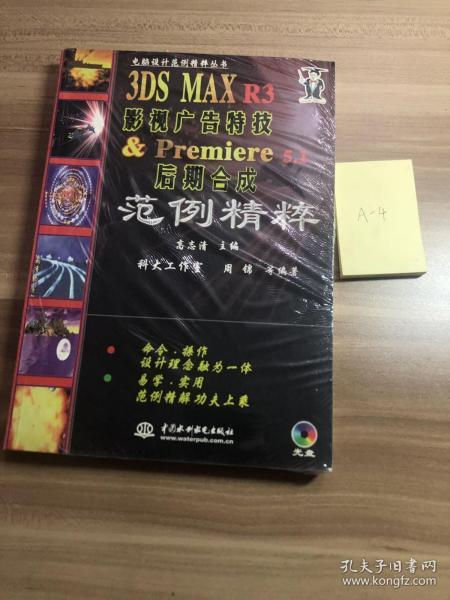 电脑设计范例精粹丛书
3DS MAX R3
影视广告特技
& Premiere 5.1
后期合成
范例精粹
高志清 主编
科大工作室 周锦 等编著
命令·操作
设计理念融为一体
易学·实用
范例精解功夫上乘
中国水利水电出版社
www.waterpub.com.cn
光盘
A-4
孔夫子旧书网
www.kongfz.com